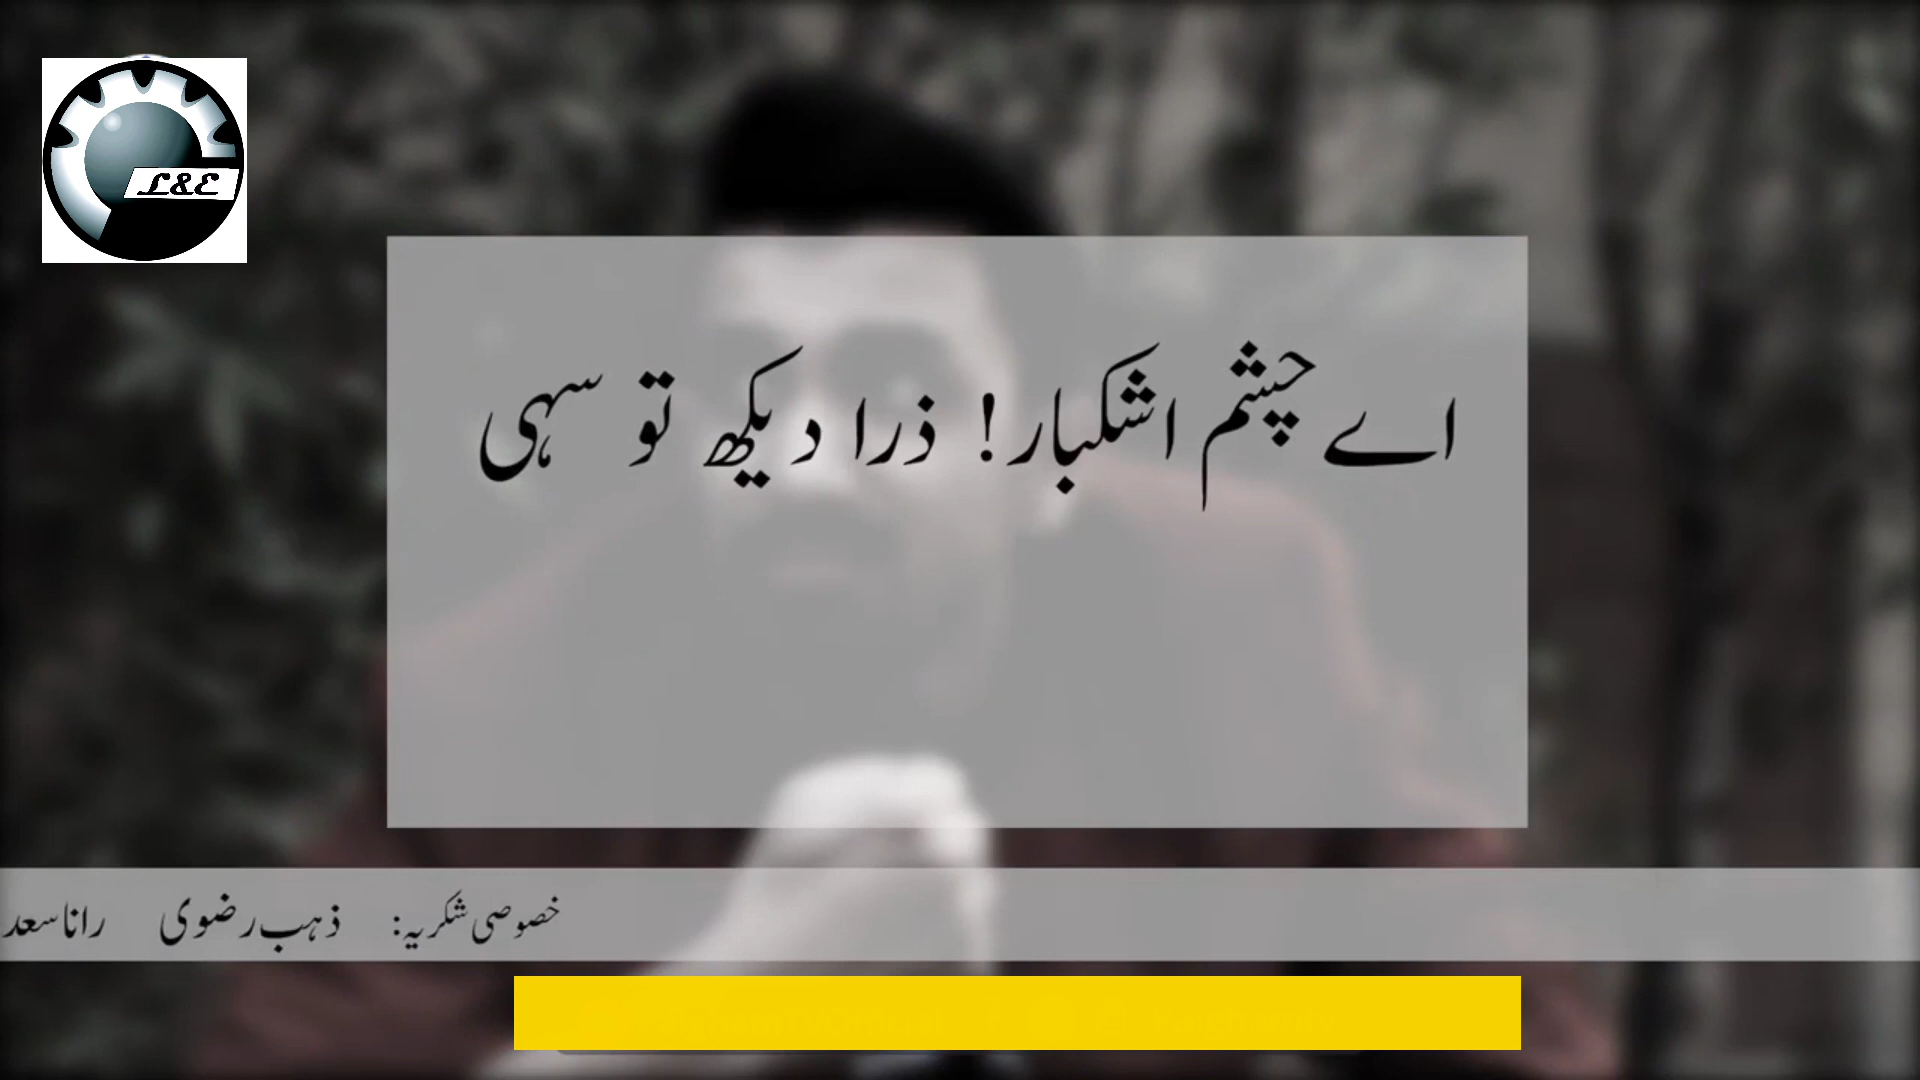 L&E
اے چشم اشکبار! ذرا دیکھ تو سہی
خصوصی شکریہ: ذہب رضوی رانا سعد